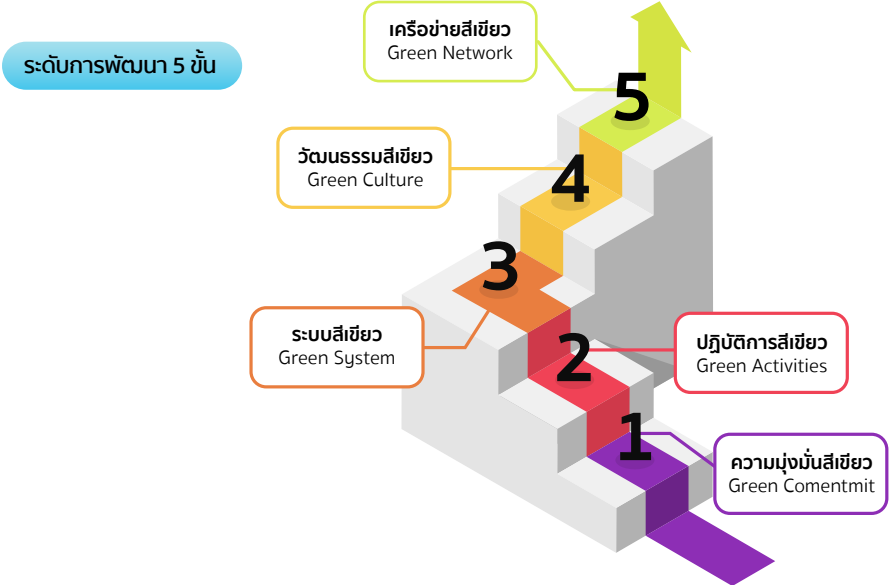 ระดับการพัฒนา 5 ขั้น
เครือข่ายสีเขียว
Green Network
5
วัฒนธรรมสีเขียว
Green Culture
4
3
ระบบสีเขียว
Green System
2
ปฏิบัติการสีเขียว
Green Activities
1
ความมุ่งมั่นสีเขียว
Green Comentmit